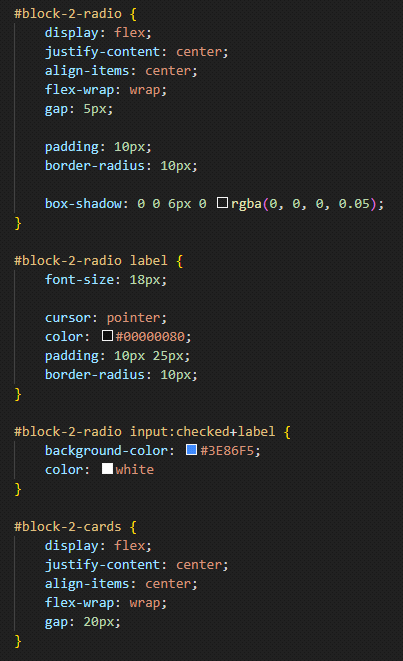 #block-2-radio {
    display: flex;
    justify-content: center;
    align-items: center;
    flex-wrap: wrap;
    gap: 5px;

    padding: 10px;
    border-radius: 10px;

    box-shadow: 0 0 6px 0 rgba(0, 0, 0, 0.05);
}

#block-2-radio label {
    font-size: 18px;

    cursor: pointer;
    color: #00000080;
    padding: 10px 25px;
    border-radius: 10px;
}

#block-2-radio input:checked+label {
    background-color: #3E86F5;
    color: white
}

#block-2-cards {
    display: flex;
    justify-content: center;
    align-items: center;
    flex-wrap: wrap;
    gap: 20px;
}